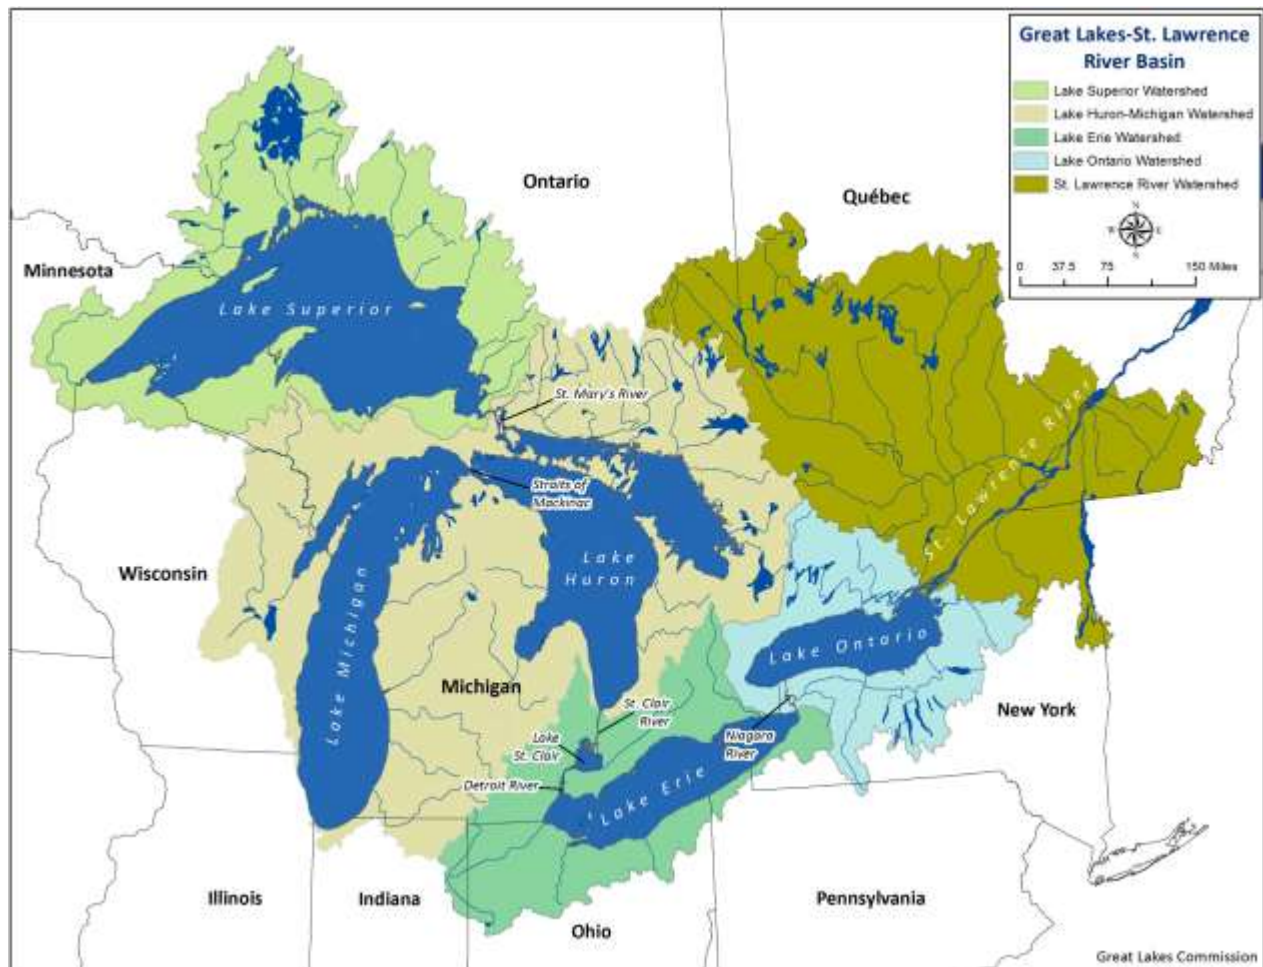 Great Lakes-St. Lawrence
River Basin
Lake Superior Watershed
Lake Huron-Michigan Watershed
Lake Erie Watershed
Lake Ontario Watershed
St. Lawrence River Watershed
N
W
E
S
0 37.5 75 150 Miles
Ontario
Québec
Minnesota
Lake Superior
St. Mary's River
St. Lawrence River
Straits of
Mackinac
Wisconsin
Lake
Huron
Lake Michigan
Lake Ontario
Michigan
St. Clair
River
New York
Lake
St. Clair
Niagara
River
Detroit River
Lake Erie
Illinois
Indiana
Pennsylvania
Ohio
Great Lakes Commission